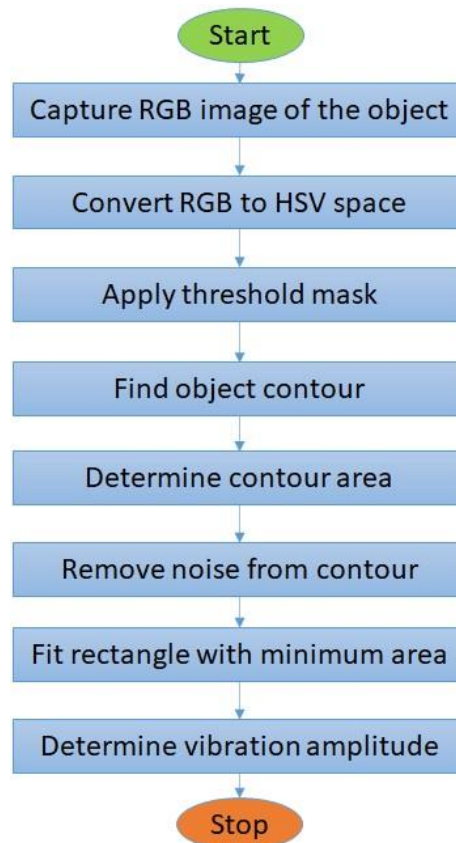 Start
Capture RGB image of the object
Convert RGB to HSV space
Apply threshold mask
Find object contour
Determine contour area
Remove noise from contour
Fit rectangle with minimum area
Determine vibration amplitude
Stop